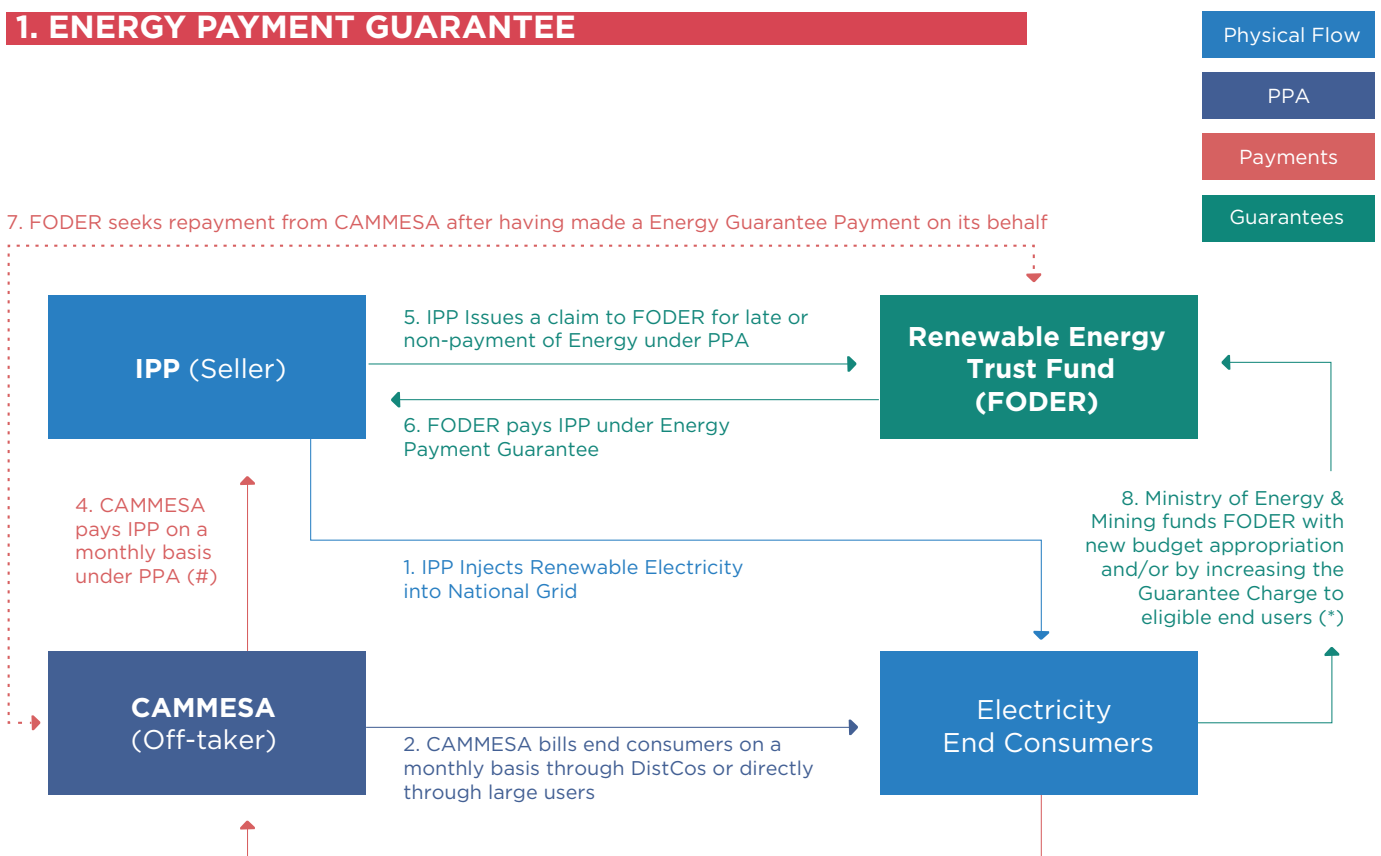 1. ENERGY PAYMENT GUARANTEE
Physical Flow
PPA
Payments
Guarantees
7. FODER seeks repayment from CAMMESA after having made a Energy Guarantee Payment on its behalf
IPP (Seller)
5. IPP Issues a claim to FODER for late or
non-payment of Energy under PPA
Renewable Energy
Trust Fund
(FODER)
6. FODER pays IPP under Energy
Payment Guarantee
4. CAMMESA
pays IPP on a
monthly basis
under PPA (#)
1. IPP Injects Renewable Electricity
into National Grid
8. Ministry of Energy &
Mining funds FODER with
new budget appropriation
and/or by increasing the
Guarantee Charge to
eligible end users (*)
CAMMESA
(Off-taker)
2. CAMMESA bills end consumers on a
monthly basis through DistCos or directly
through large users
Electricity
End Consumers